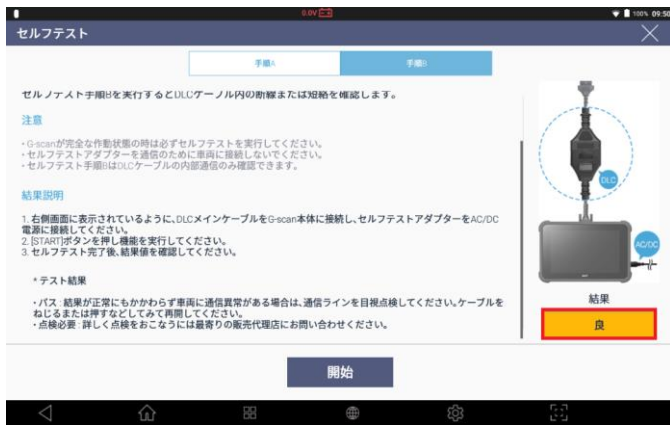 0.0V
100% 09:50
セルフテスト
手順A
手順B
セルフテスト手順Bを実行するとDLCケーブル内の断線または短絡を確認します。
注意
・G-scanが完全な作動状態の時は必ずセルフテストを実行してください。
・セルフテストアダプターを通信のために車両に接続しないでください。
・セルフテスト手順BはDLCケーブルの内部通信のみ確認できます。
結果説明
1. 右側画面に表示されているように、DLCメインケーブルをG-scan本体に接続し、セルフテストアダプターをAC/DC
電源に接続してください。
2. [START]ボタンを押し機能を実行してください。
3. セルフテスト完了後、結果値を確認してください。
* テスト結果
・パス : 結果が正常にもかかわらず車両に通信異常がある場合は、通信ラインを目視点検してください。ケーブルを
ねじるまたは押すなどしてみて再開してください。
・点検必要 : 詳しく点検をおこなうには最寄りの販売代理店にお問い合わせください。
DLC
AC/DC
結果
良
開始